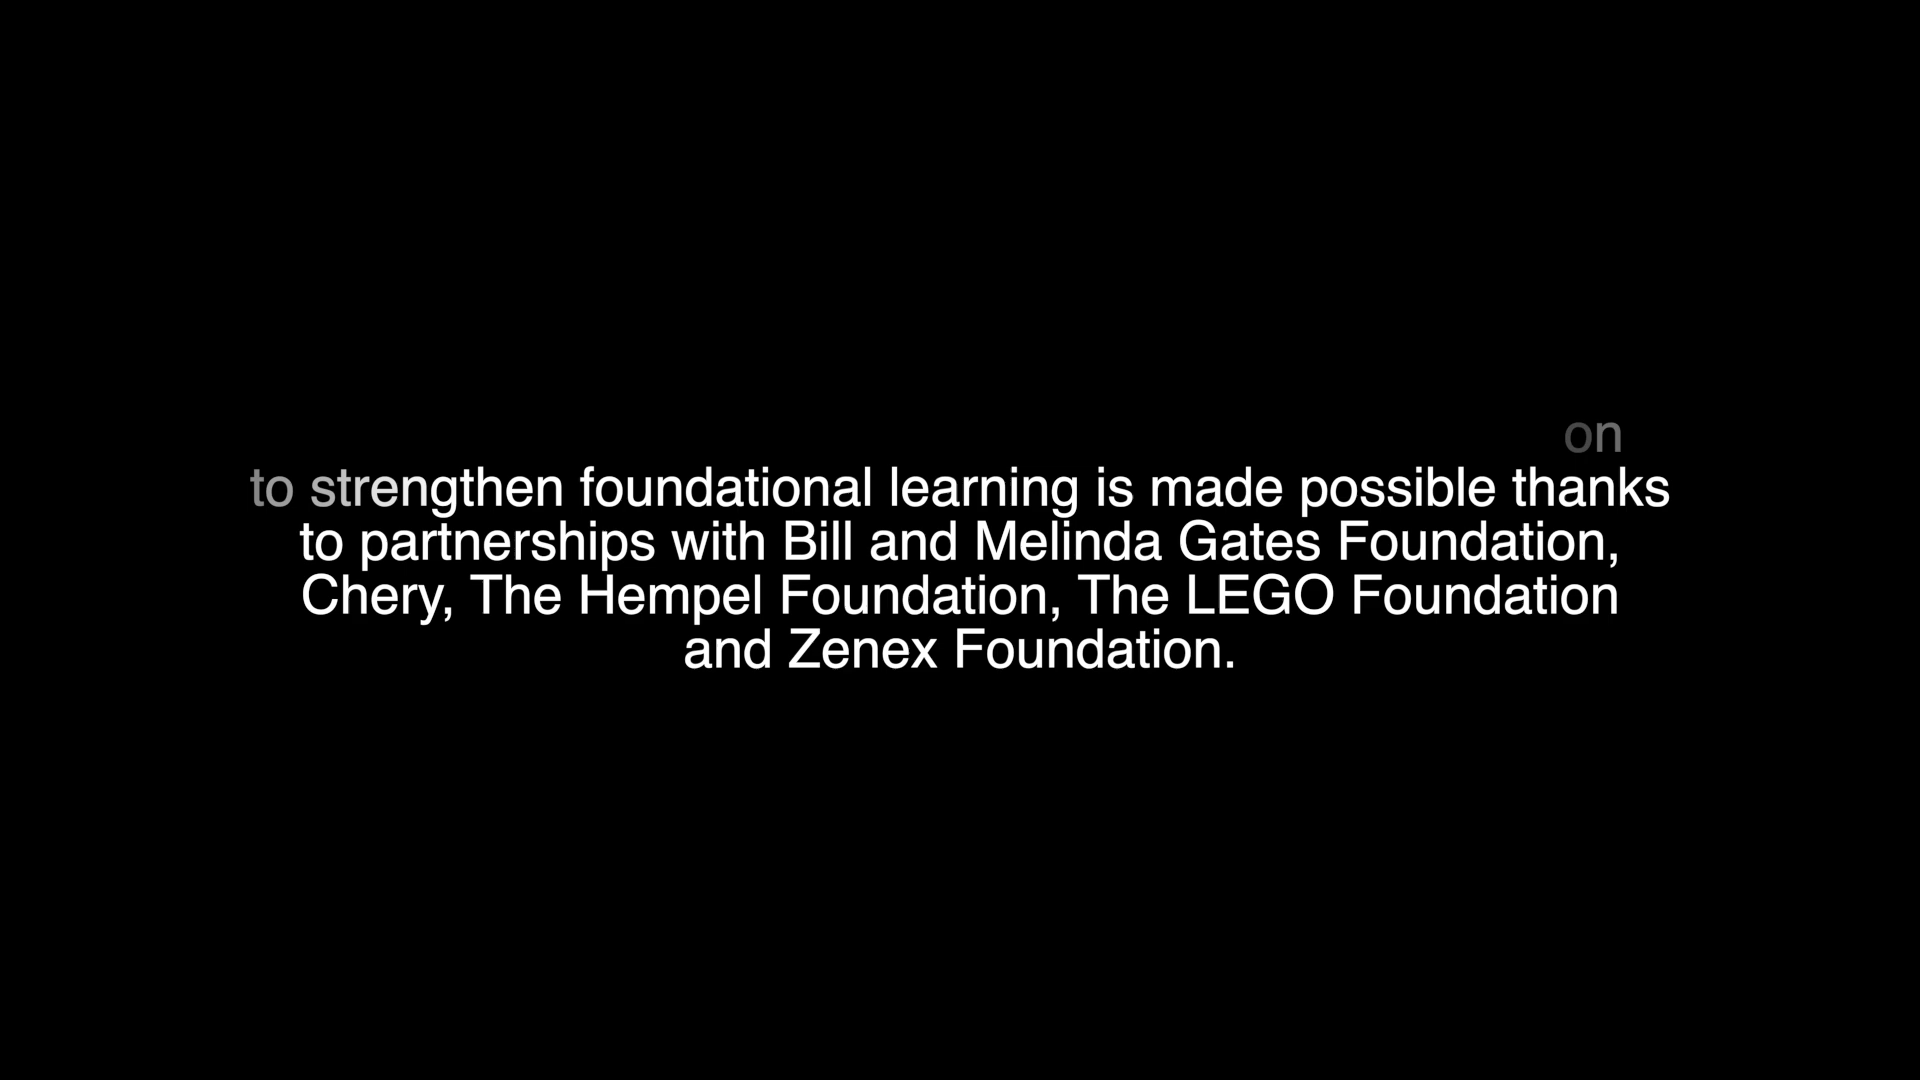 on
to strengthen foundational learning is made possible thanks
to partnerships with Bill and Melinda Gates Foundation,
Chery, The Hempel Foundation, The LEGO Foundation
and Zenex Foundation.